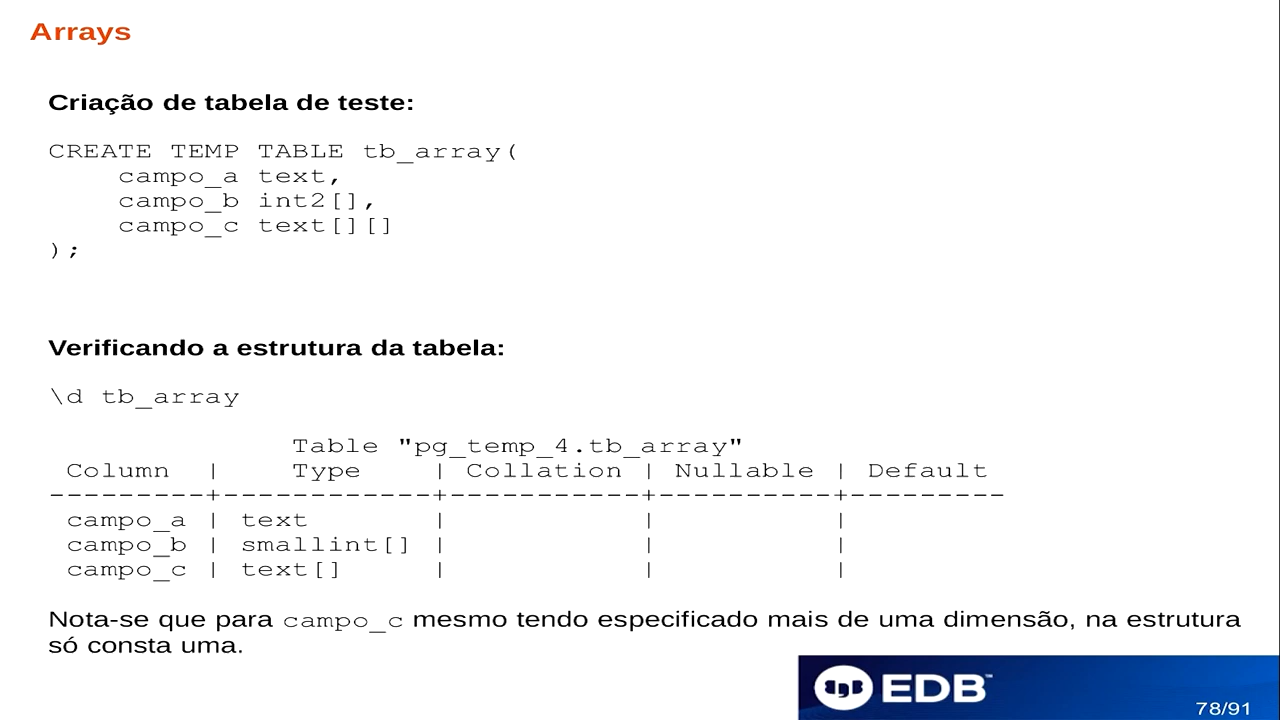 Arrays
Criação de tabela de teste:
CREATE TEMP TABLE tb_array(
    campo_a text,
    campo_b int2[],
    campo_c text[][]
);
Verificando a estrutura da tabela:
\d tb_array
              Table "pg_temp_4.tb_array"
 Column  |    Type    | Collation | Nullable | Default
---------+------------+-----------+----------+---------
 campo_a | text       |           |          |
 campo_b | smallint[] |           |          |
 campo_c | text[]     |           |          |
Nota-se que para campo_c mesmo tendo especificado mais de uma dimensão, na estrutura
só consta uma.
EDB™
78/91